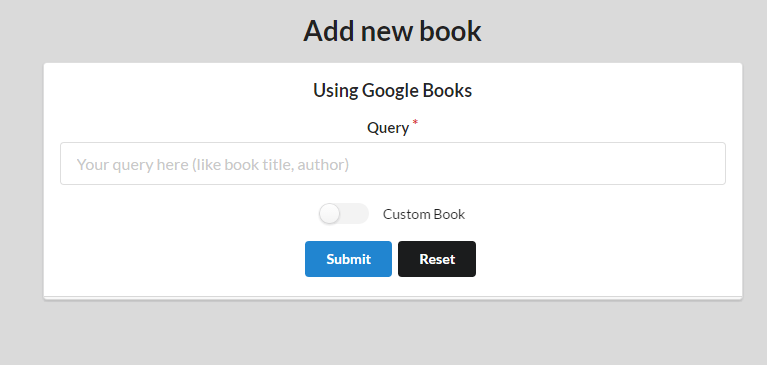 Add new book
Using Google Books
Query *
Your query here (like book title, author)
Custom Book
Submit Reset